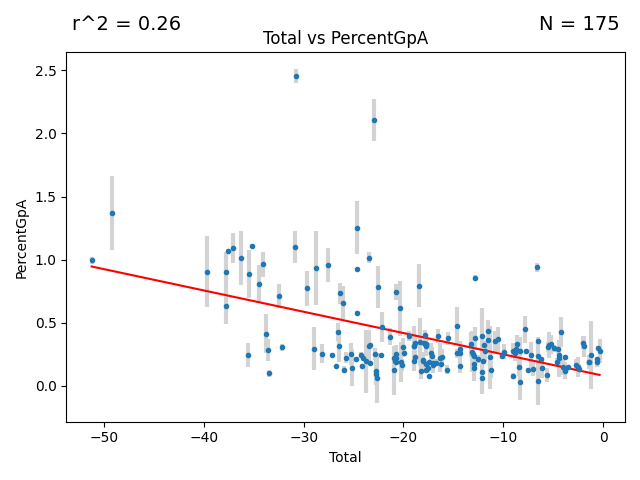 r^2 = 0.26
N = 175
Total vs PercentGpA
PercentGpA
2.5
2.0
1.5
1.0
0.5
0.0
−50
−40
−30
−20
−10
0
Total